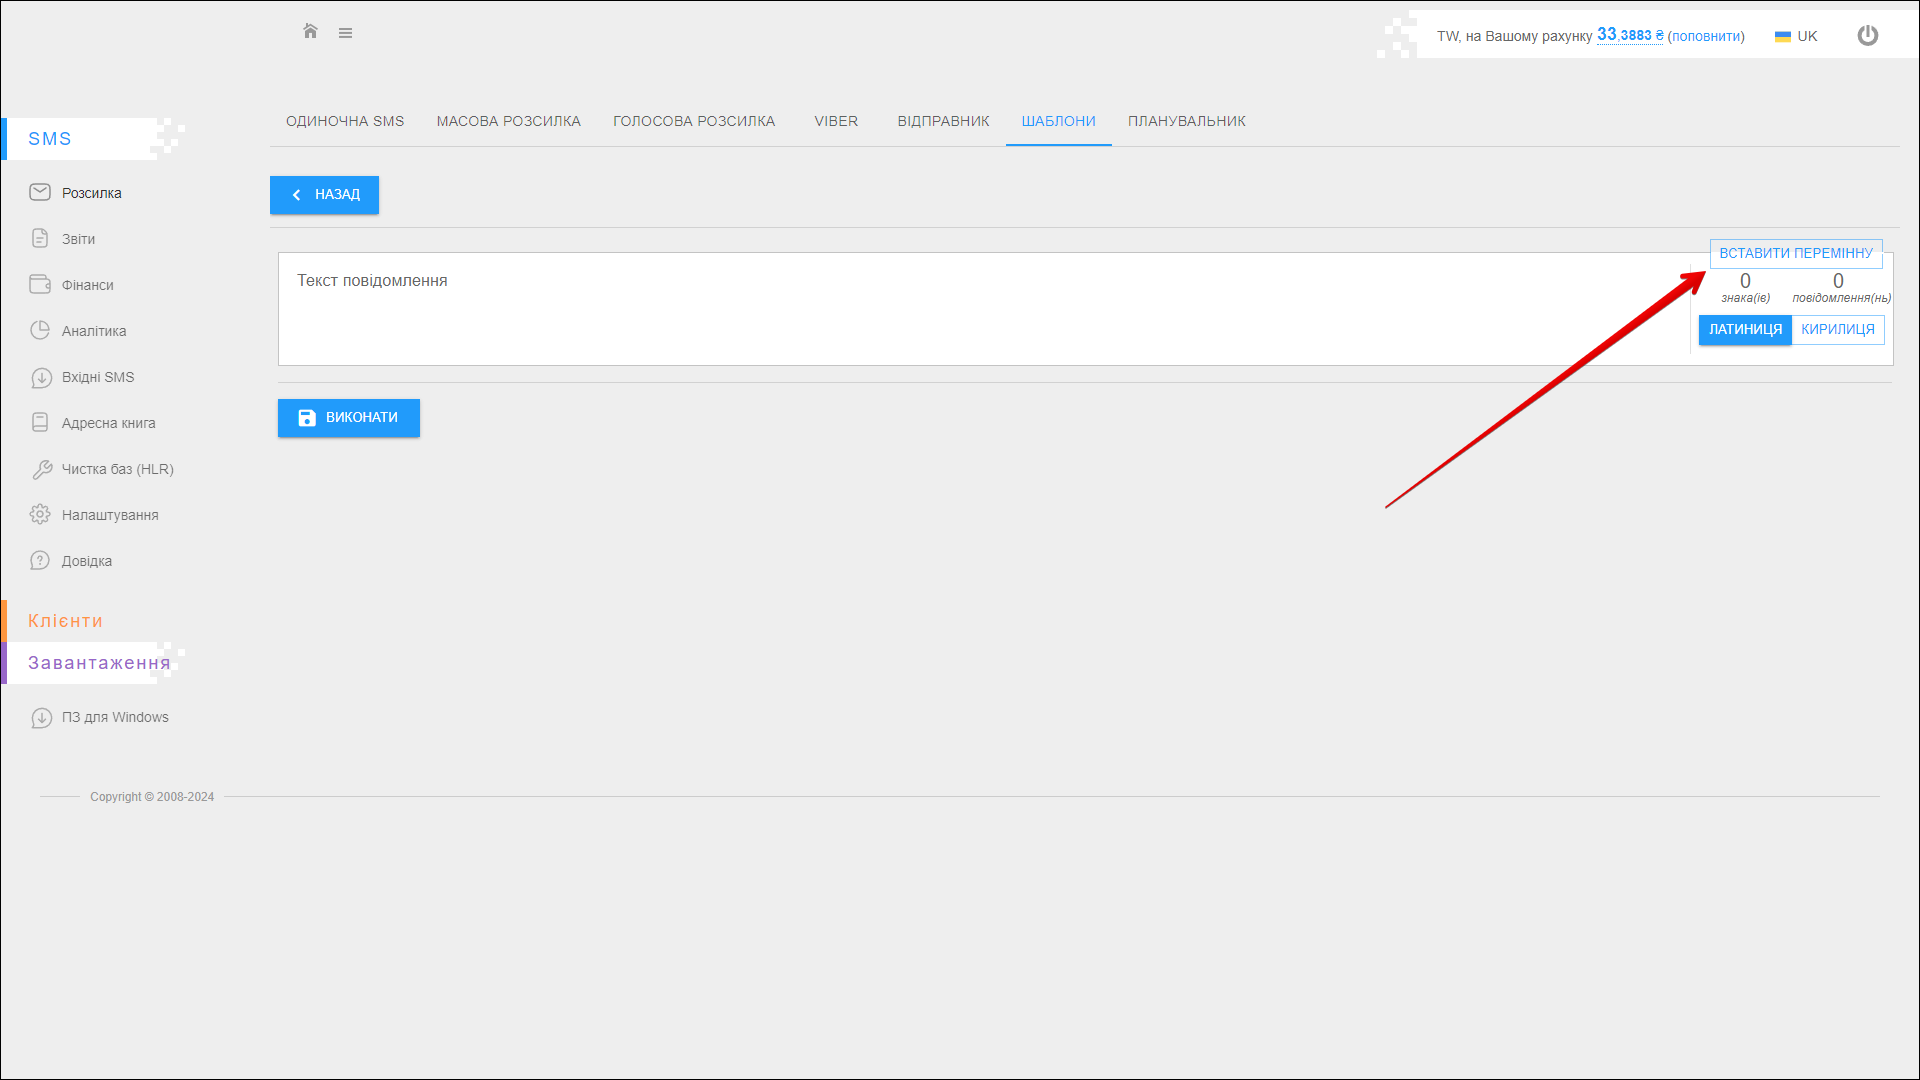 TW, на Вашому рахунку 33,3883 ₴ (поповнити)
UK
SMS
Розсилка
Звіти
Фінанси
Аналітика
Вхідні SMS
Адресна книга
Чистка баз (HLR)
Налаштування
Довідка
Клієнти
Завантаження
ПЗ для Windows
ОДИНОЧНА SMS
МАСОВА РОЗСИЛКА
ГОЛОСОВА РОЗСИЛКА
VIBER
ВІДПРАВНИК
ШАБЛОНИ
ПЛАНУВАЛЬНИК
НАЗАД
Текст повідомлення
ВСТАВИТИ ПЕРЕМІННУ
0
знака(ів)
0
повідомлення(нь)
ЛАТИНИЦЯ
КИРИЛИЦЯ
ВИКОНАТИ
Copyright © 2008-2024